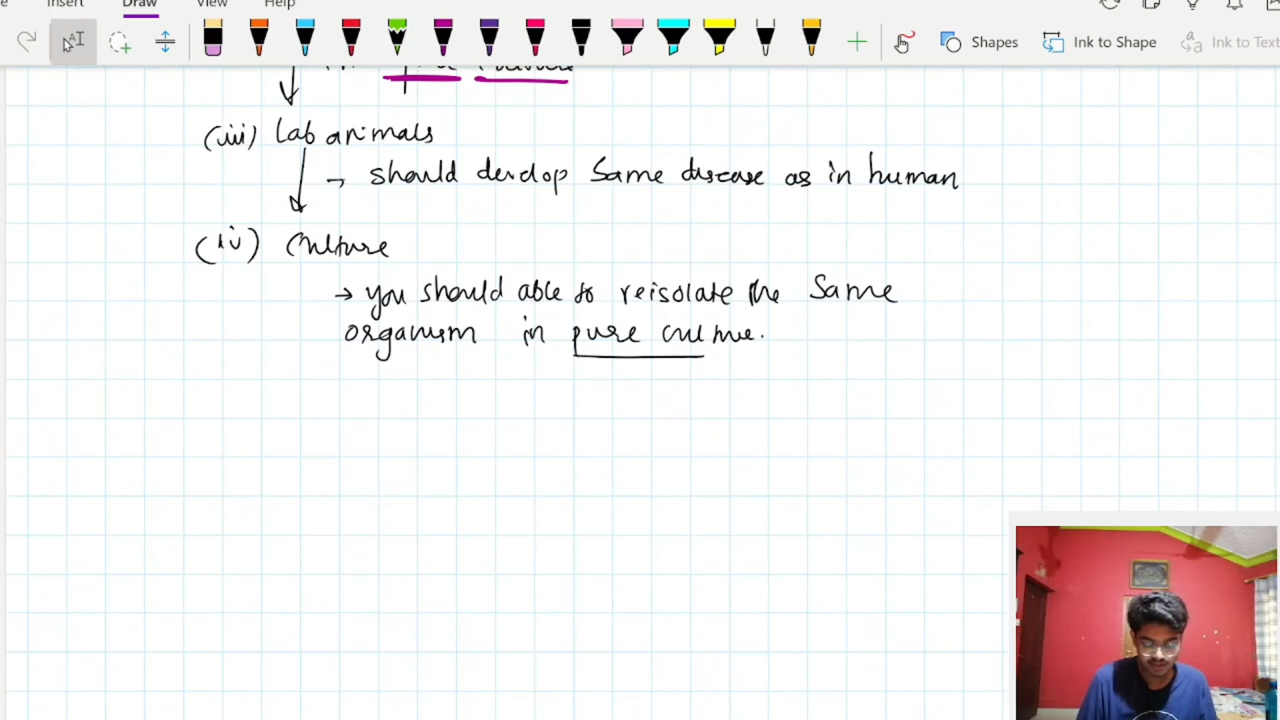 Insert Draw View Help
Shapes Ink to Shape Ink to Text
(iii) Lab animals
→ should develop Same disease as in human
(iv) Culture
→ you should able to reisolate the Same
organism in pure culture.